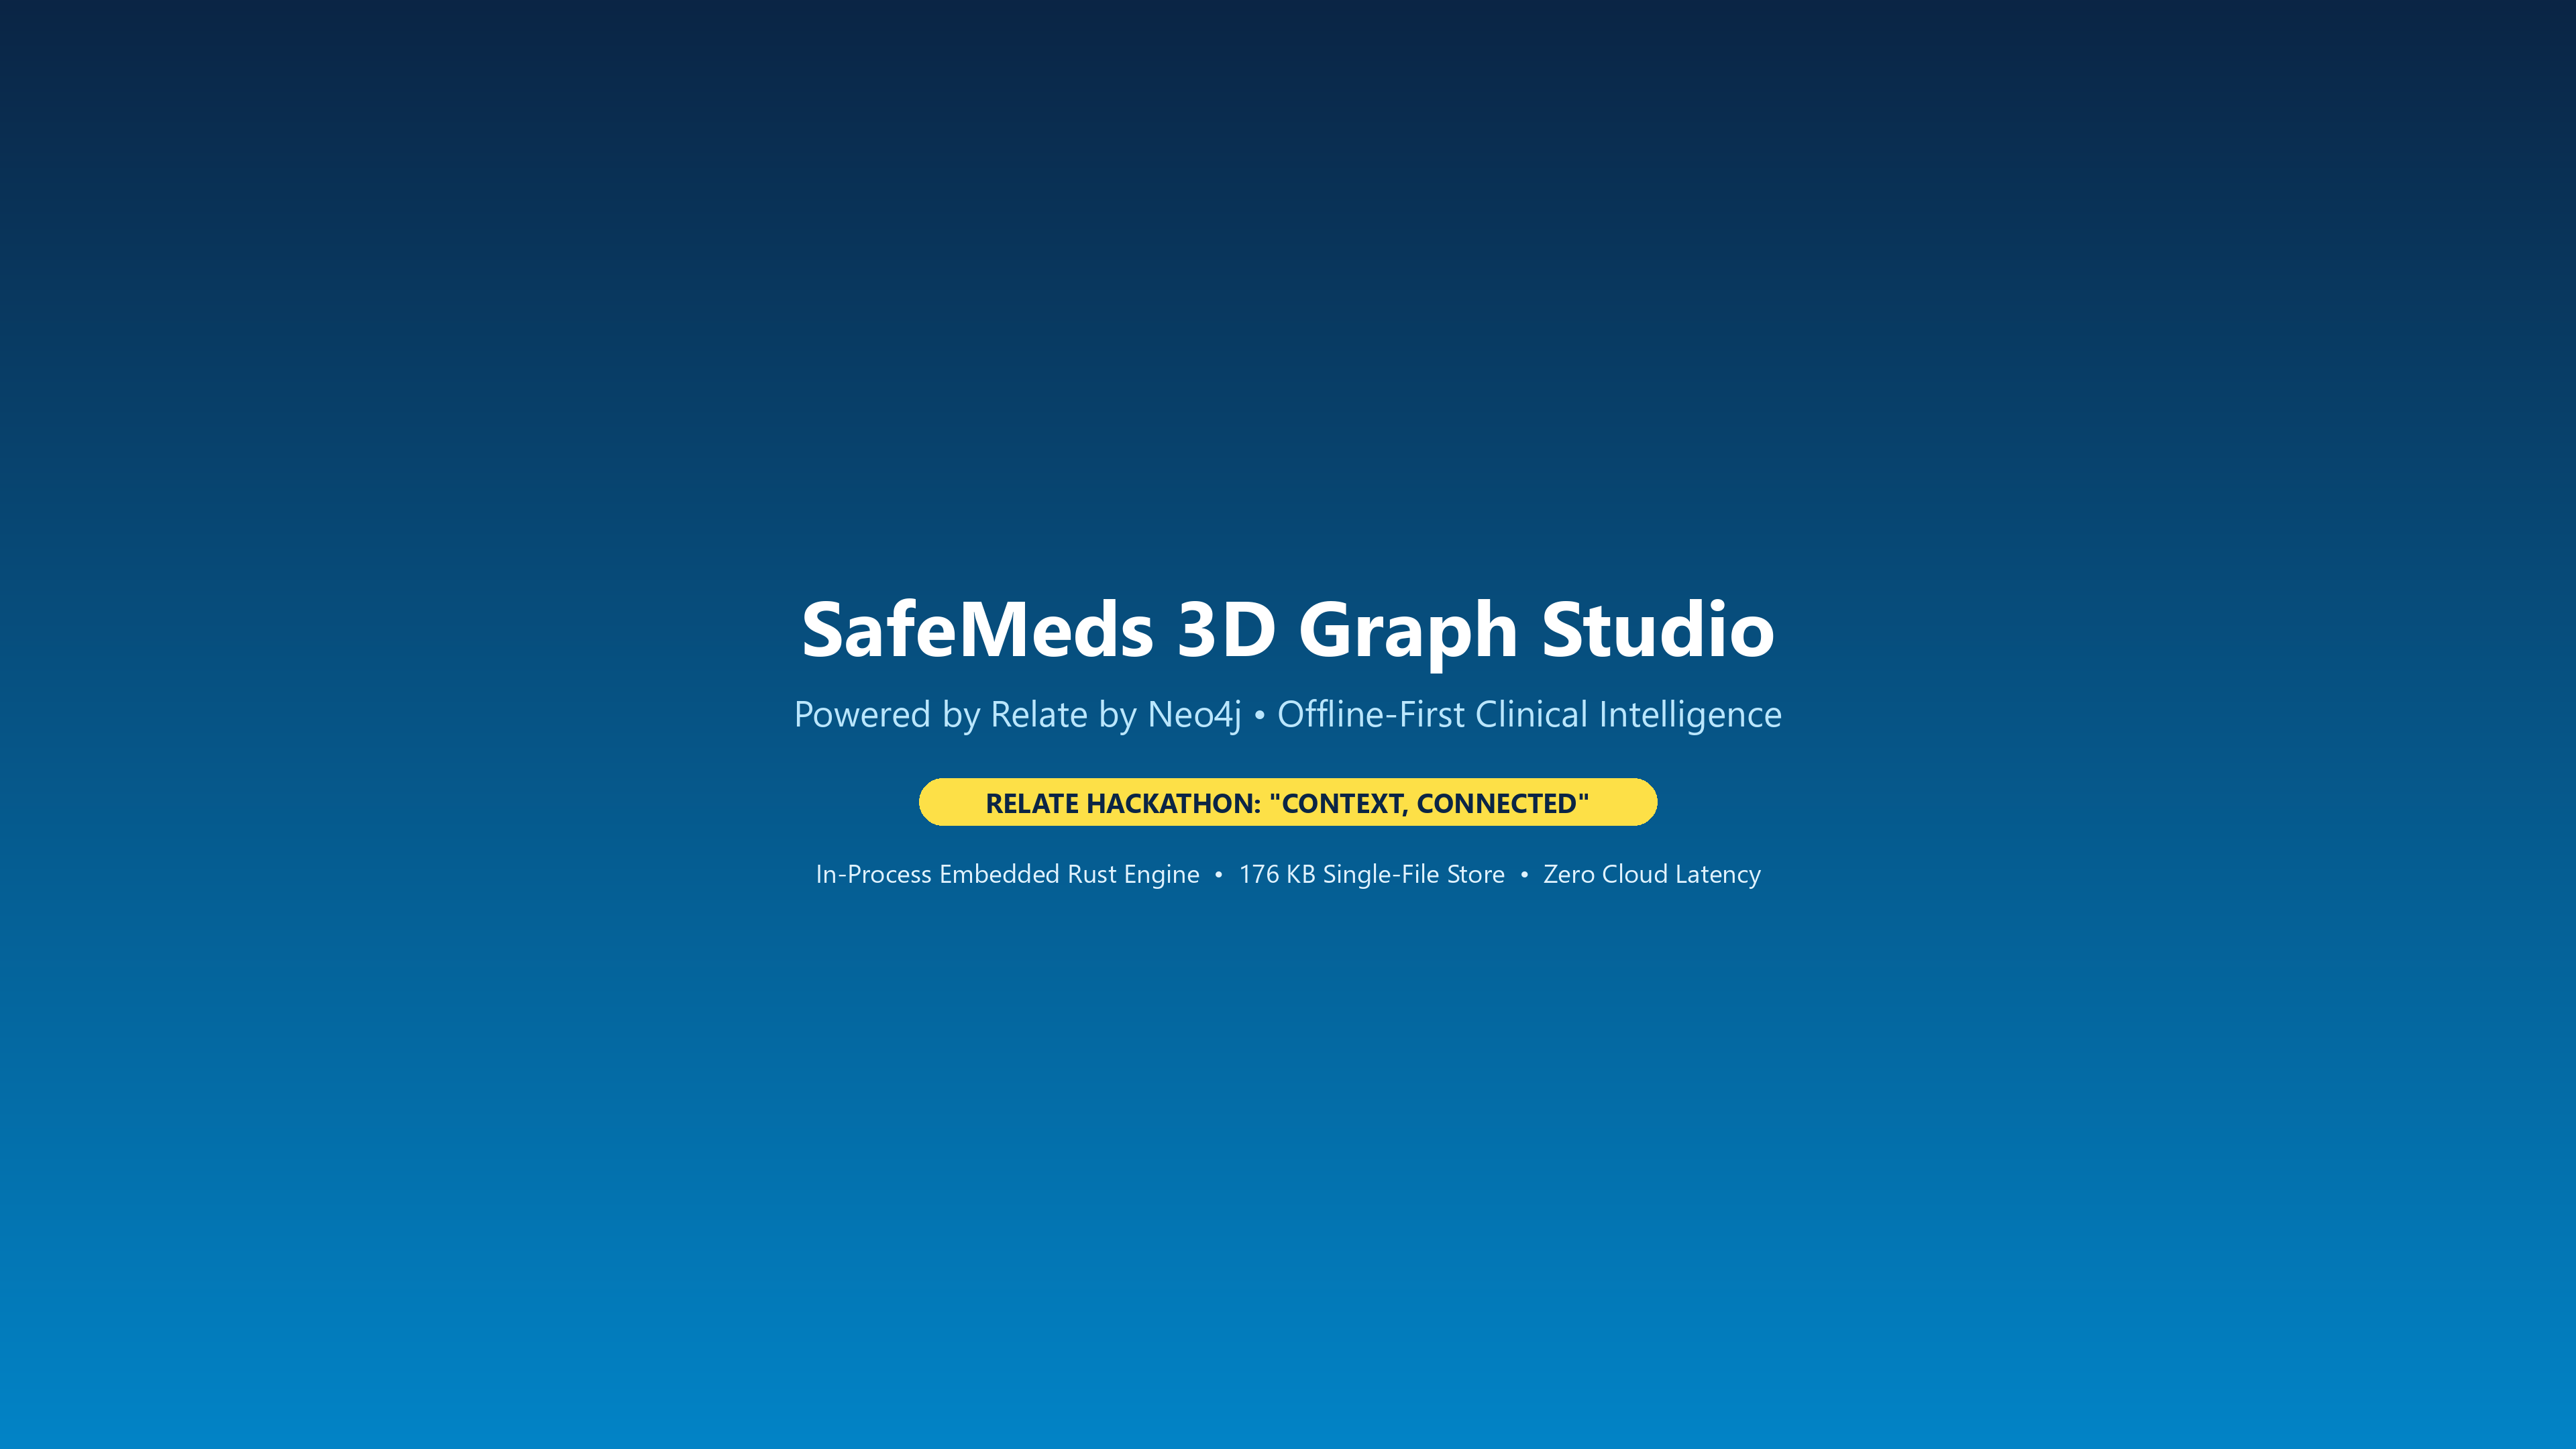 SafeMeds 3D Graph Studio
Powered by Relate by Neo4j • Offline-First Clinical Intelligence
RELATE HACKATHON: "CONTEXT, CONNECTED"
In-Process Embedded Rust Engine • 176 KB Single-File Store • Zero Cloud Latency